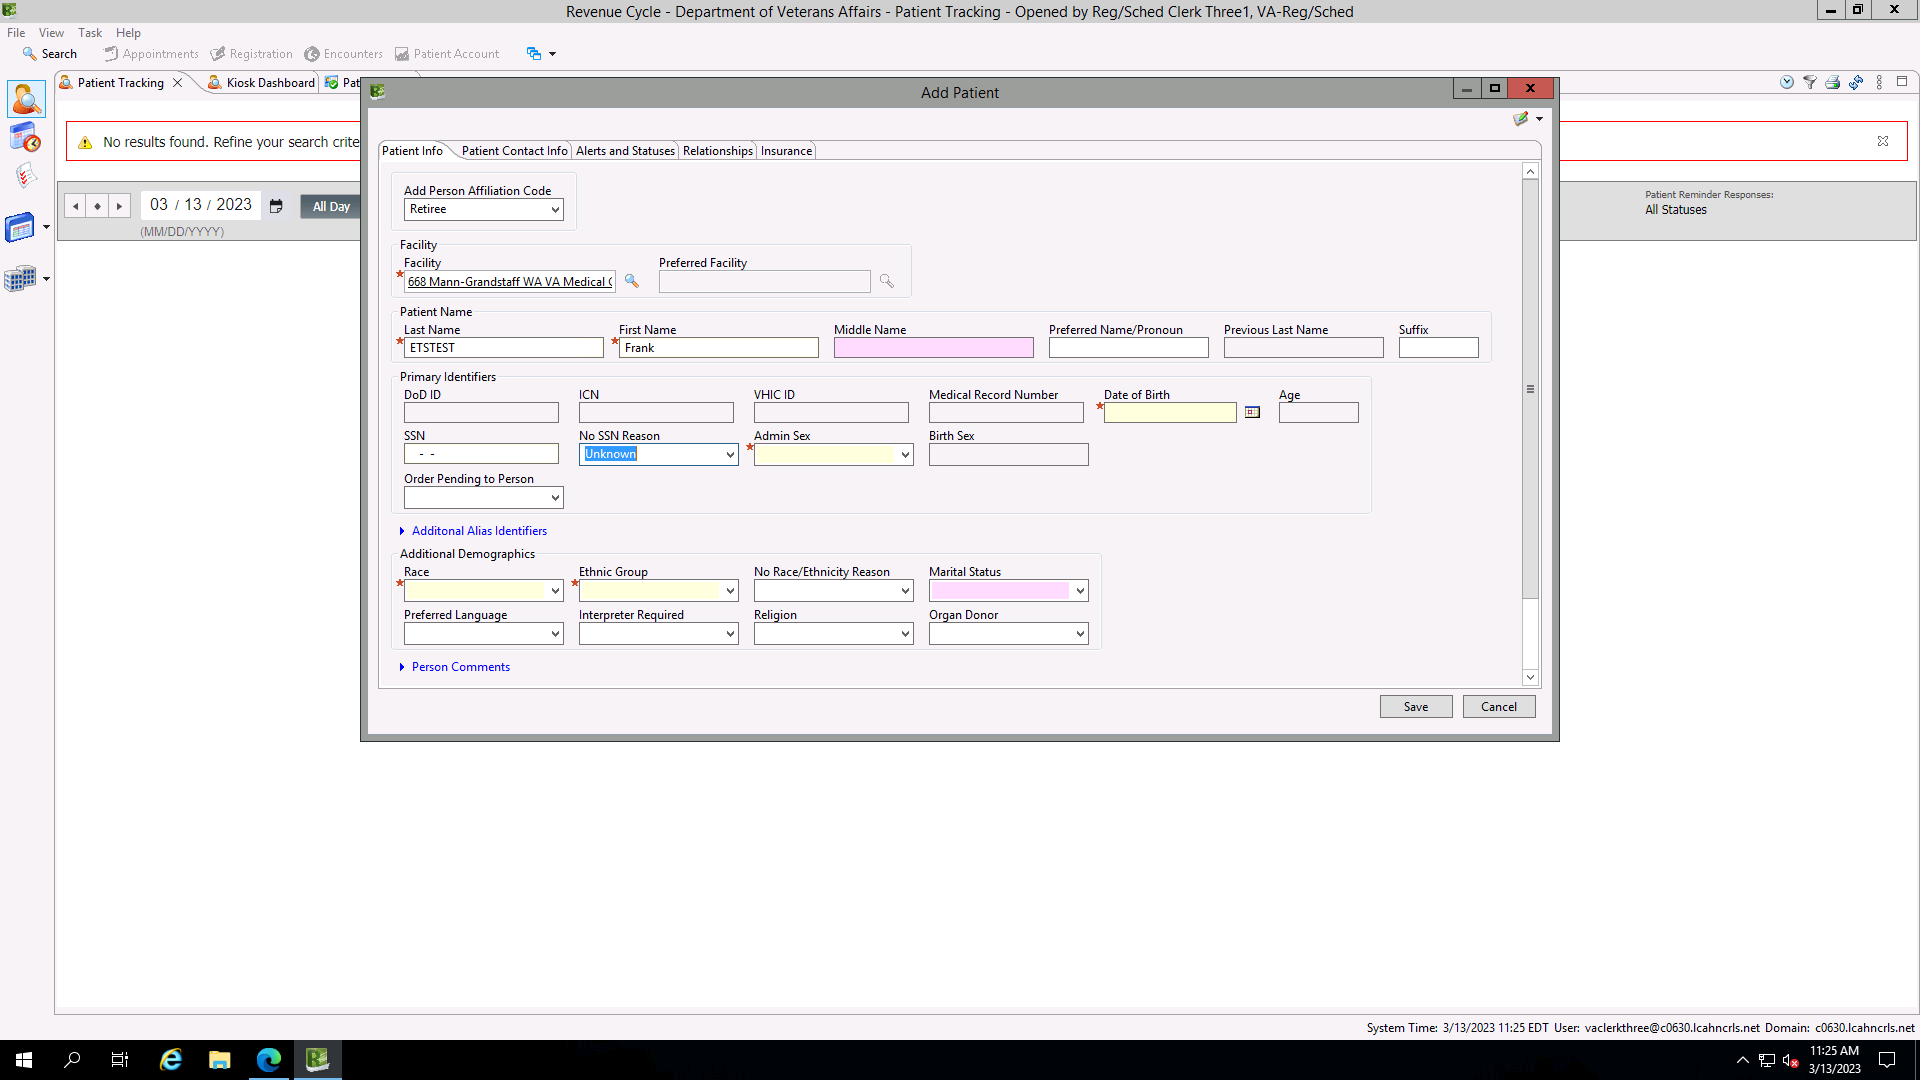 Revenue Cycle - Department of Veterans Affairs - Patient Tracking - Opened by Reg/Sched Clerk Three1, VA-Reg/Sched
File View Task Help
Search Appointments Registration Encounters Patient Account
Patient Tracking Kiosk Dashboard Pat
Add Patient
No results found. Refine your search crite
Patient Info Patient Contact Info Alerts and Statuses Relationships Insurance
03 / 13 / 2023 All Day
(MM/DD/YYYY)
Patient Reminder Responses:
All Statuses
Add Person Affiliation Code
Retiree
Facility
Facility Preferred Facility
668 Mann-Grandstaff WA VA Medical C
Patient Name
Last Name First Name Middle Name Preferred Name/Pronoun Previous Last Name Suffix
ETSTEST Frank
Primary Identifiers
DoD ID ICN VHIC ID Medical Record Number Date of Birth Age
SSN No SSN Reason Admin Sex Birth Sex
- - Unknown
Order Pending to Person
Additonal Alias Identifiers
Additional Demographics
Race Ethnic Group No Race/Ethnicity Reason Marital Status
Preferred Language Interpreter Required Religion Organ Donor
Person Comments
Save Cancel
System Time: 3/13/2023 11:25 EDT User: vaclerkthree@c0630.lcahncrls.net Domain: c0630.lcahncrls.net
11:25 AM
3/13/2023